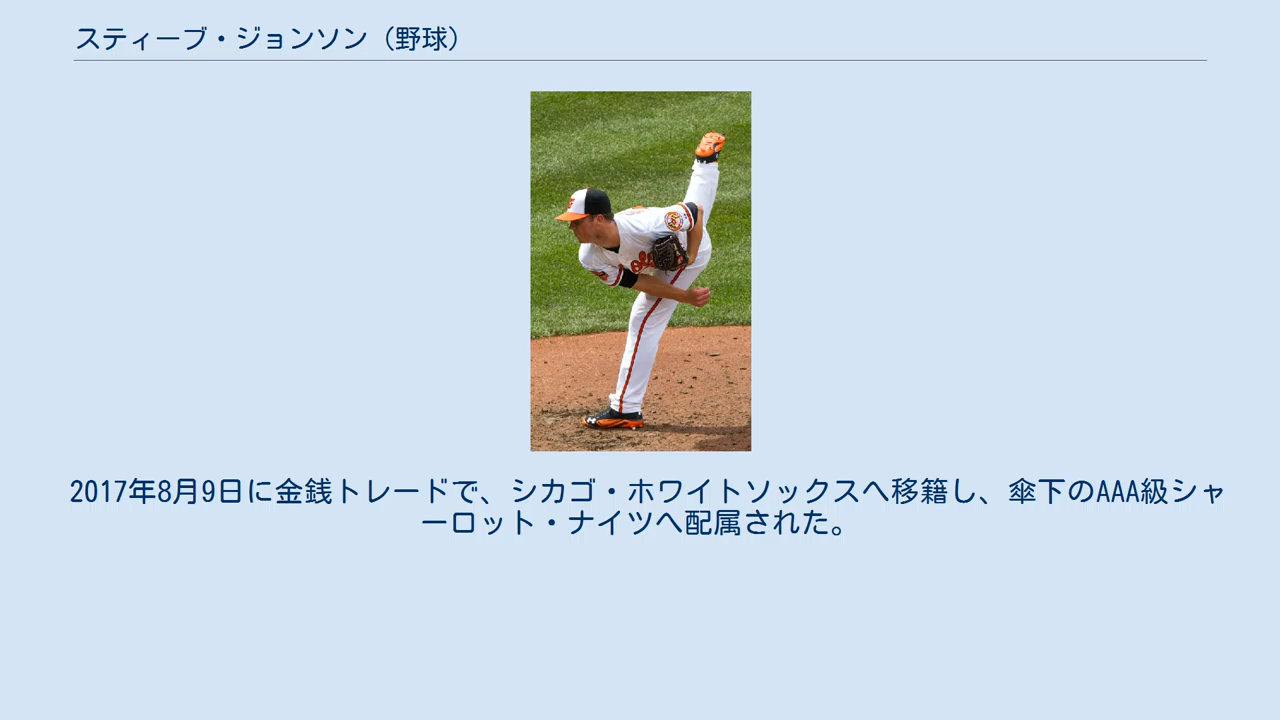 スティーブ・ジョンソン（野球）
2017年8月9日に金銭トレードで、シカゴ・ホワイトソックスへ移籍し、傘下のAAA級シャ
ーロット・ナイツへ配属された。